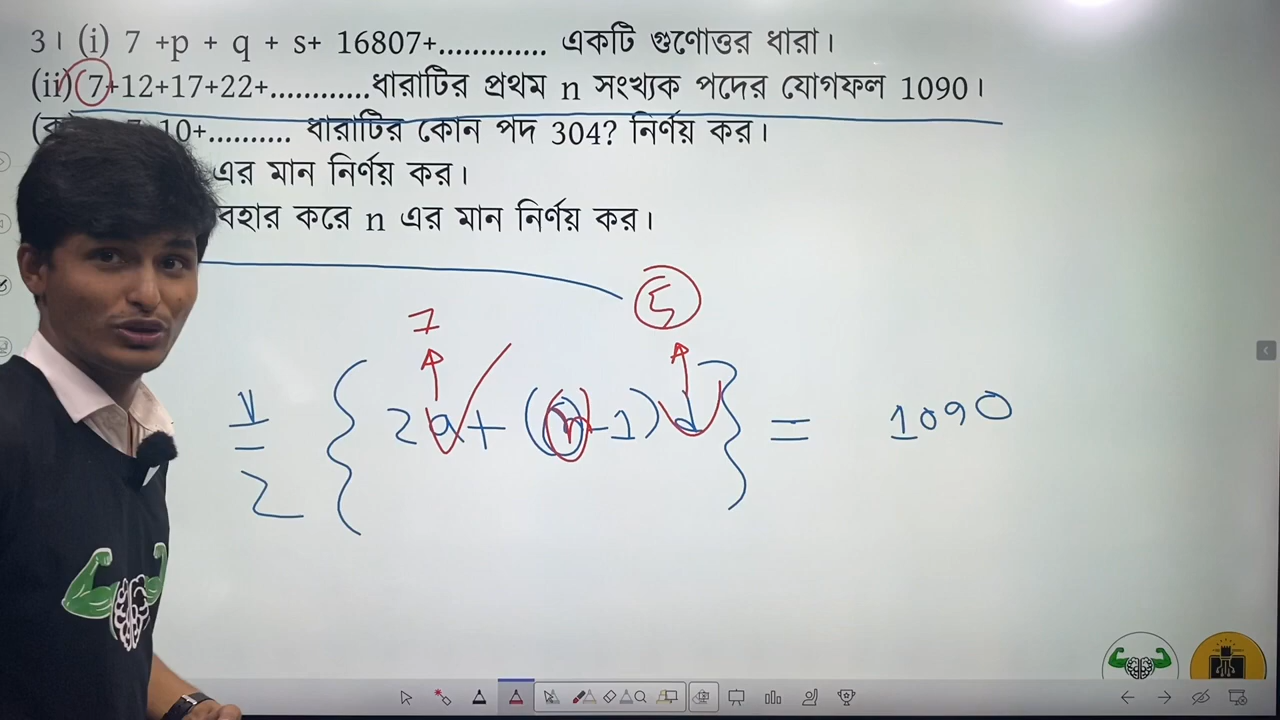 3। (i) 7 +p + q + s+ 16807+............. একটি গুণোত্তর ধারা।
(ii) (7+12+17+22+............ধারাটির প্রথম n সংখ্যক পদের যোগফল 1090।
(ক) 10+.......... ধারাটির কোন পদ 304? নির্ণয় কর।
এর মান নির্ণয় কর।
করে n এর মান নির্ণয় কর।
7 5
n/2 { 2a + (n-1) d } = 1090